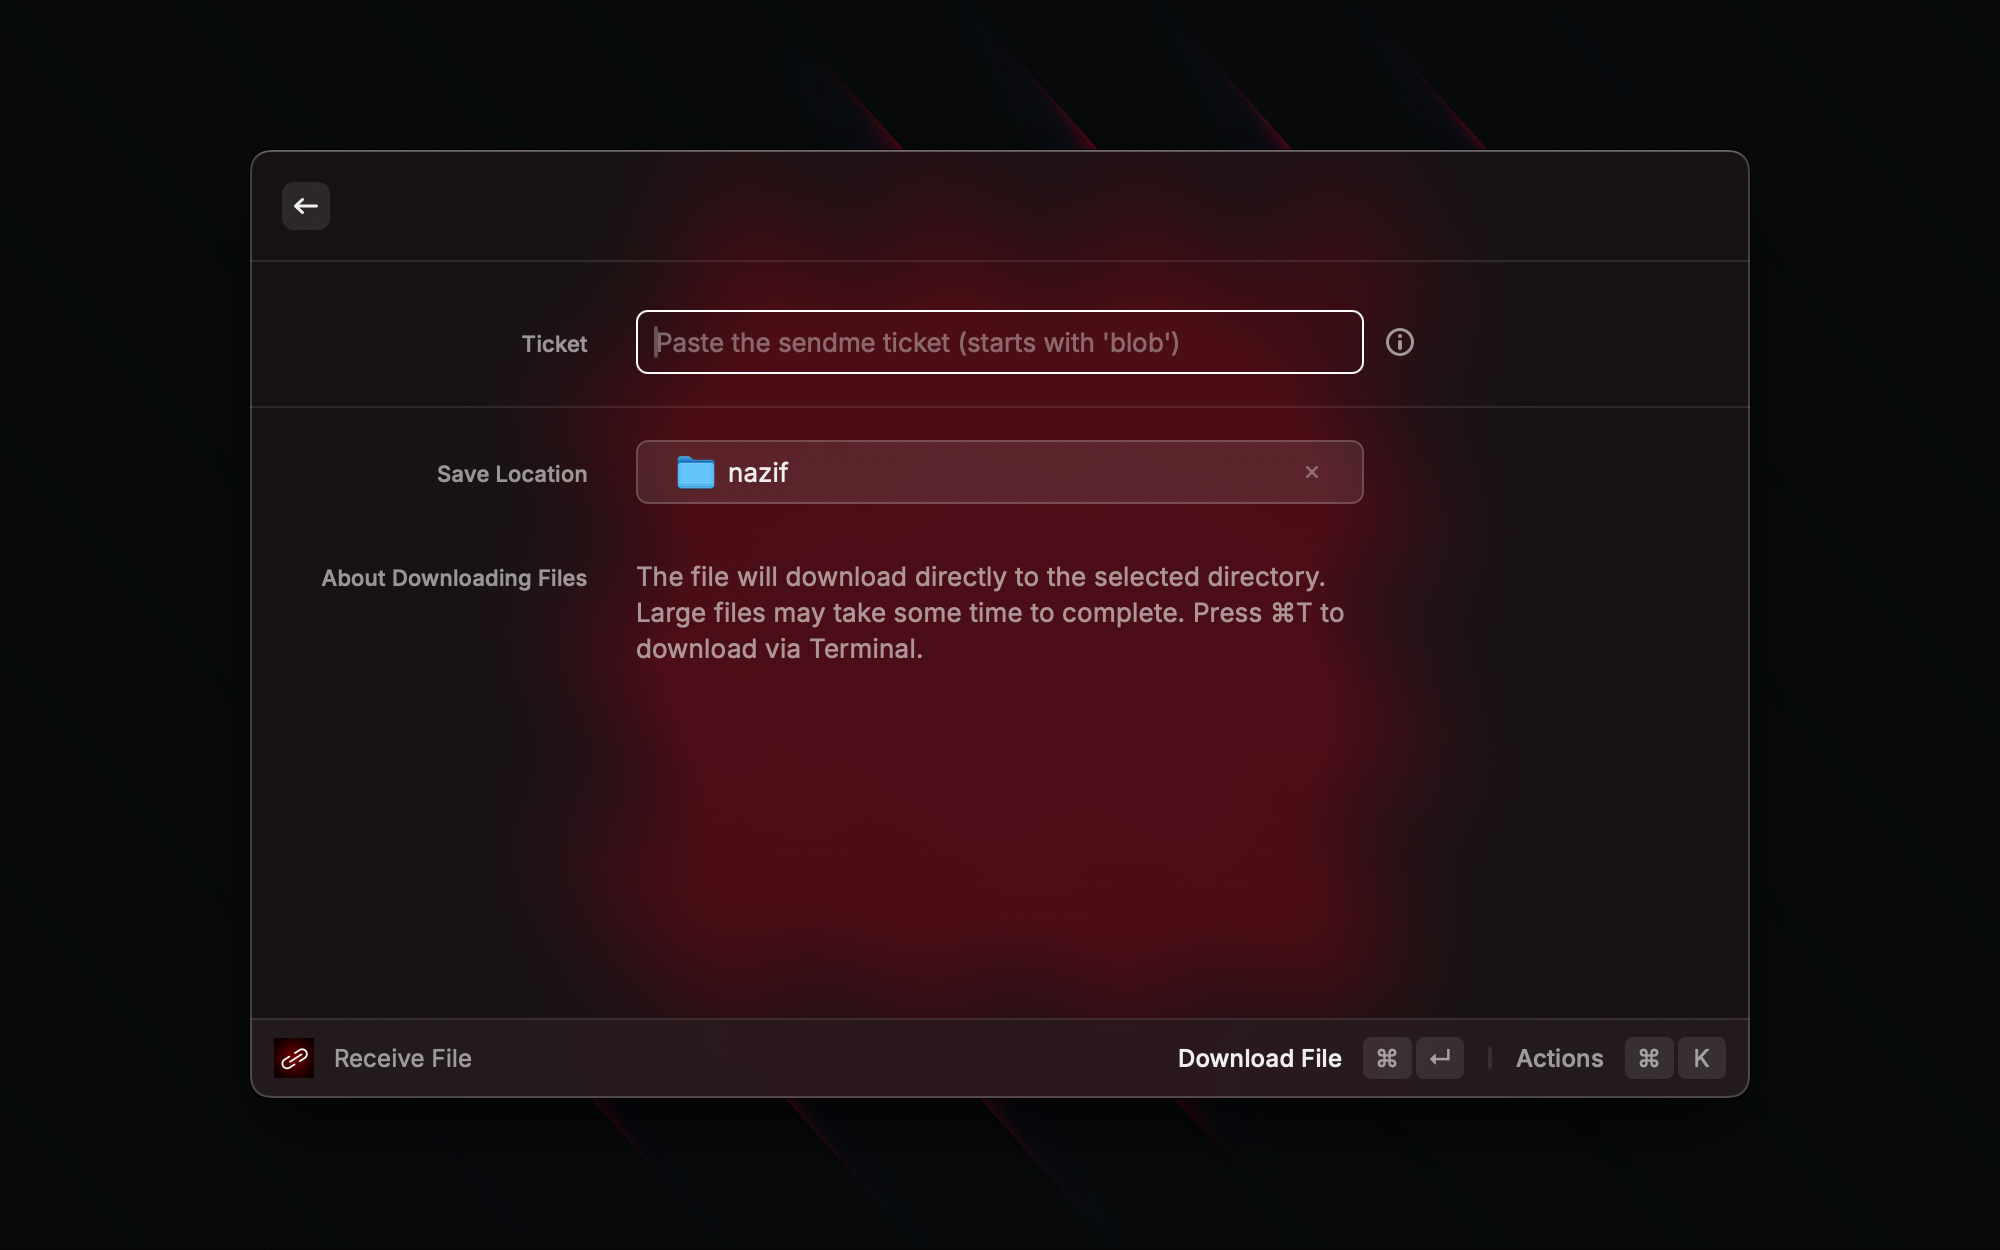 Ticket
Paste the sendme ticket (starts with 'blob')
Save Location
nazif
About Downloading Files
The file will download directly to the selected directory.
Large files may take some time to complete. Press ⌘T to
download via Terminal.
Receive File
Download File ⌘ ↵
Actions ⌘ K